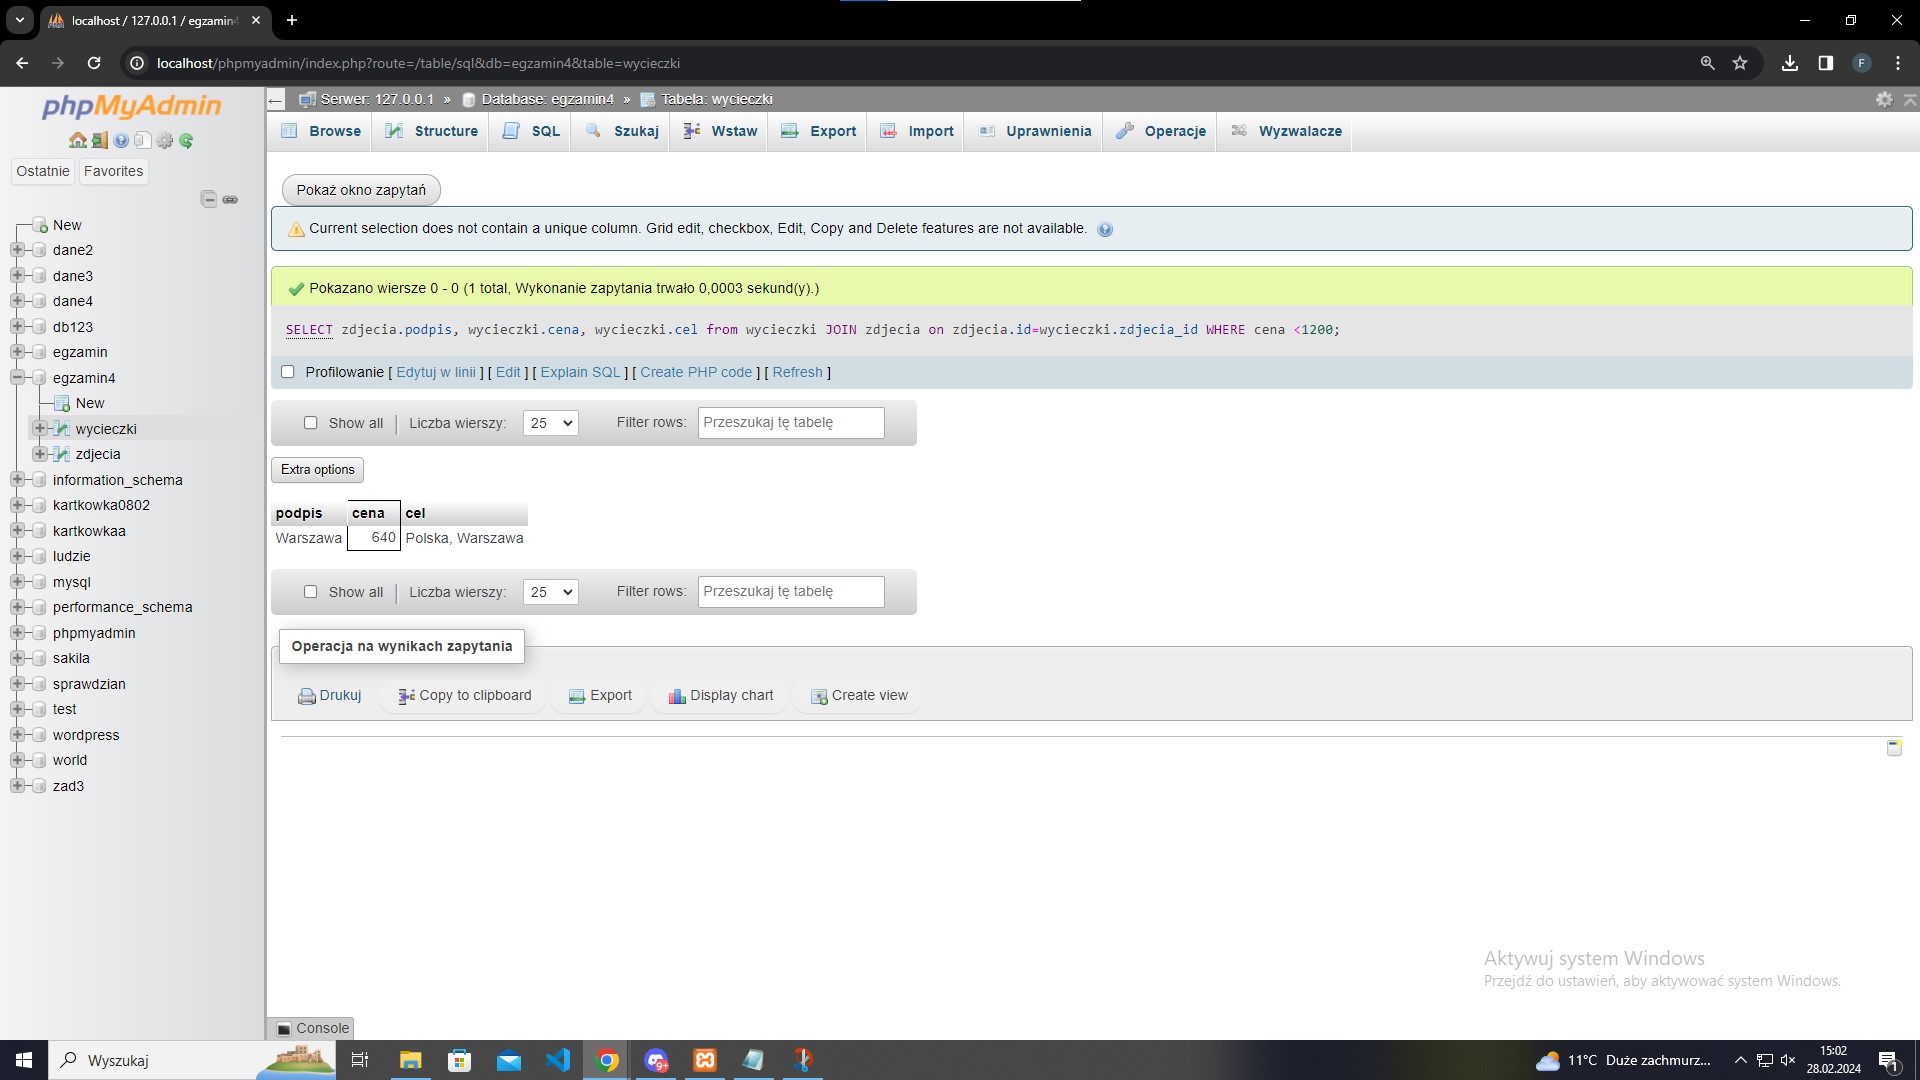 localhost / 127.0.0.1 / egzamin4
localhost/phpmyadmin/index.php?route=/table/sql&db=egzamin4&table=wycieczki
F
phpMyAdmin
Ostatnie Favorites
New
dane2
dane3
dane4
db123
egzamin
egzamin4
New
wycieczki
zdjecia
information_schema
kartkowka0802
kartkowkaa
ludzie
mysql
performance_schema
phpmyadmin
sakila
sprawdzian
test
wordpress
world
zad3
Serwer: 127.0.0.1 » Database: egzamin4 » Tabela: wycieczki
Browse Structure SQL Szukaj Wstaw Export Import Uprawnienia Operacje Wyzwalacze
Pokaż okno zapytań
Current selection does not contain a unique column. Grid edit, checkbox, Edit, Copy and Delete features are not available.
Pokazano wiersze 0 - 0 (1 total, Wykonanie zapytania trwało 0,0003 sekund(y).)
SELECT zdjecia.podpis, wycieczki.cena, wycieczki.cel from wycieczki JOIN zdjecia on zdjecia.id=wycieczki.zdjecia_id WHERE cena <1200;
Profilowanie [ Edytuj w linii ] [ Edit ] [ Explain SQL ] [ Create PHP code ] [ Refresh ]
Show all | Liczba wierszy: 25 Filter rows: Przeszukaj tę tabelę
Extra options
podpis cena cel
Warszawa 640 Polska, Warszawa
Show all | Liczba wierszy: 25 Filter rows: Przeszukaj tę tabelę
Operacja na wynikach zapytania
Drukuj Copy to clipboard Export Display chart Create view
Aktywuj system Windows
Przejdź do ustawień, aby aktywować system Windows.
Console
Wyszukaj
9+
11°C Duże zachmurz...
15:02
28.02.2024
1